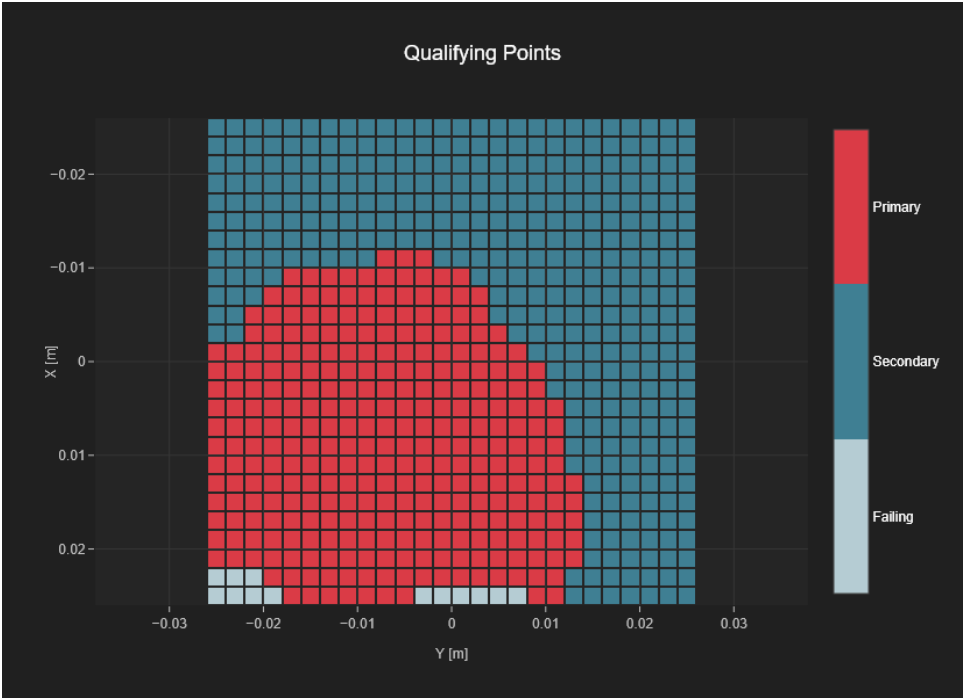 Qualifying Points
−0.02
−0.01
0
0.01
0.02
X [m]
−0.03
−0.02
−0.01
0
0.01
0.02
0.03
Y [m]
Primary
Secondary
Failing